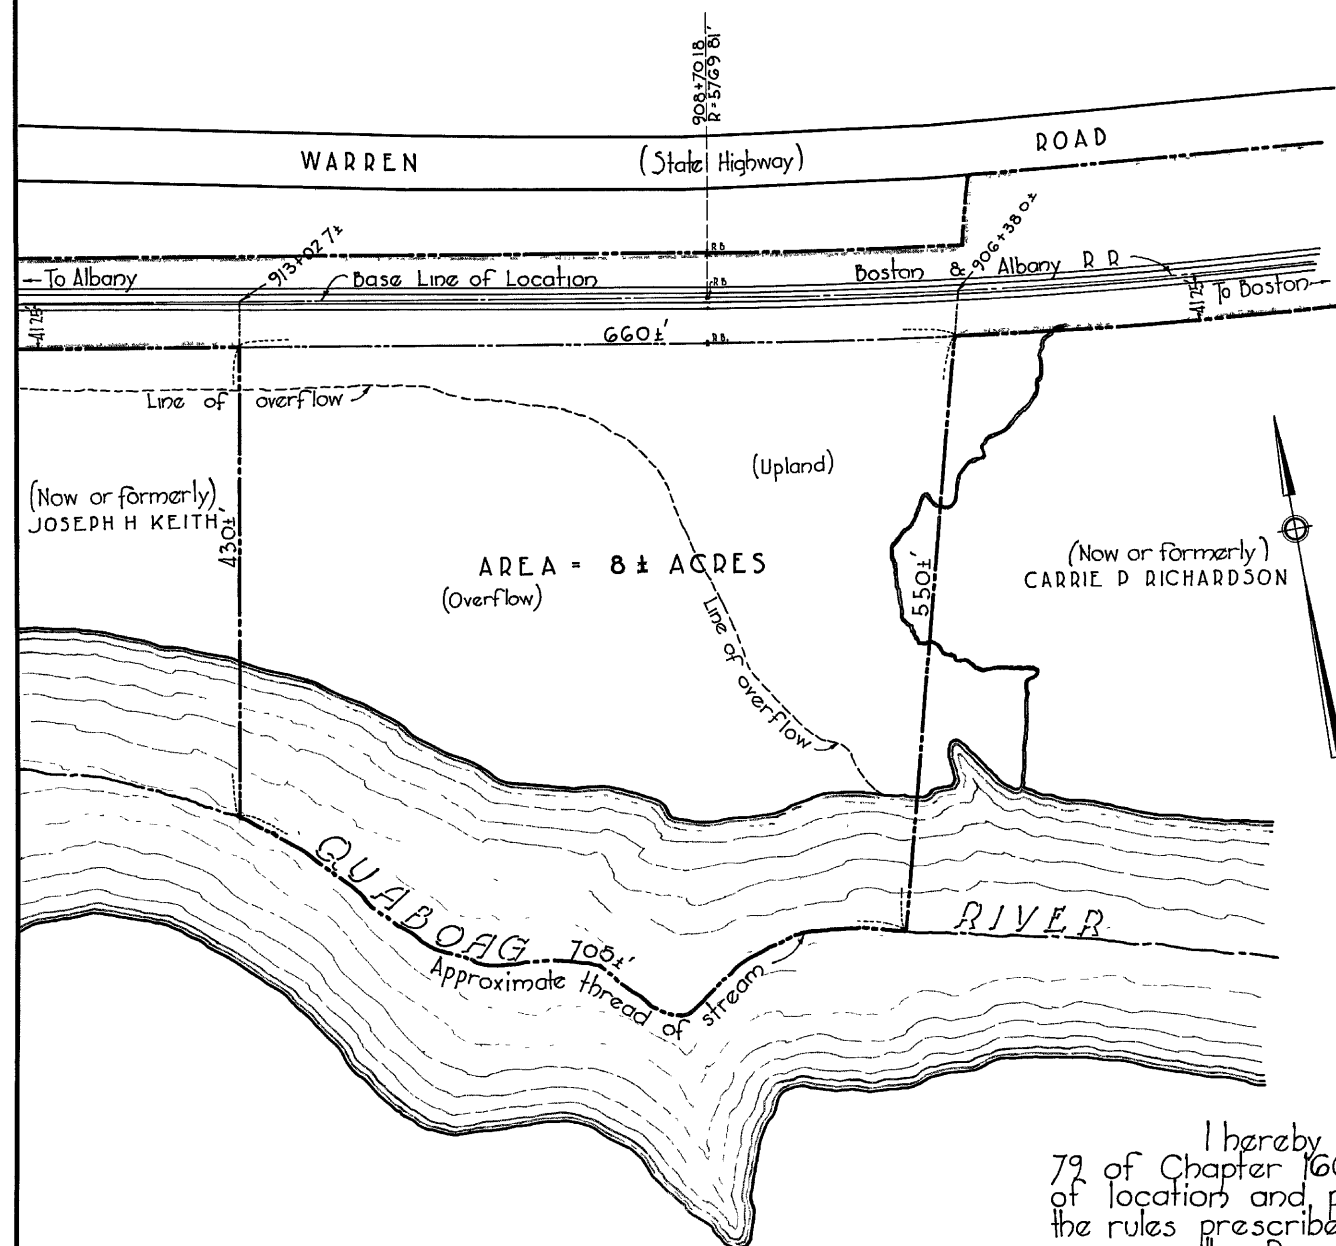 908+70 18
R=5769 81'
WARREN (State Highway) ROAD
913+02 7±
906+38 0±
R B
To Albany
Base Line of Location
R B
Boston & Albany R R
To Boston
41 25'
41 25'
660±'
R B.
Line of overflow
(Upland)
(Now or formerly)
JOSEPH H KEITH
430±'
AREA = 8 ± ACRES
(Overflow)
550±'
(Now or formerly)
CARRIE P RICHARDSON
Line of overflow
QUABOAG RIVER
705±'
Approximate thread of stream
I hereby
79 of Chapter 160
of location and p
the rules prescribe